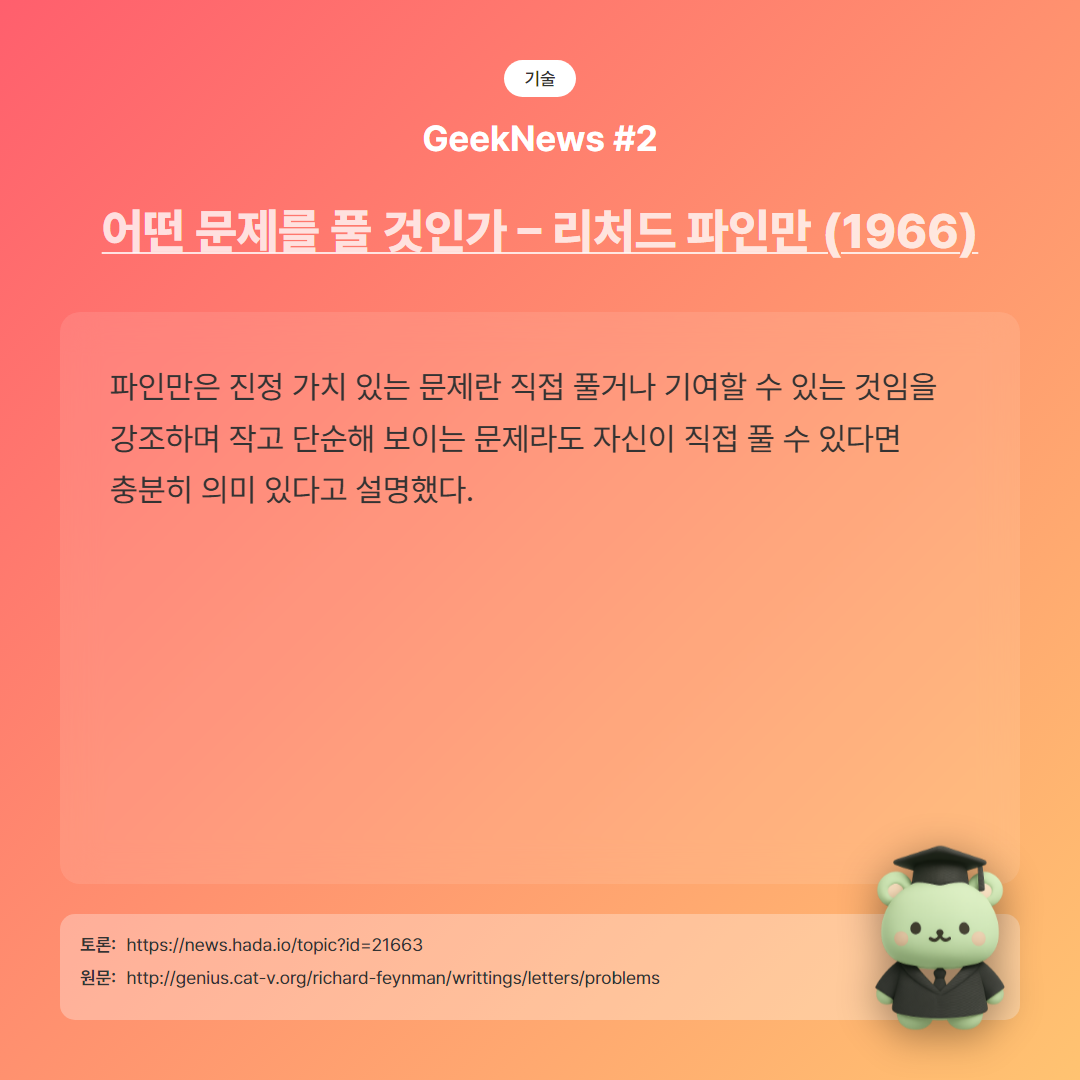 기술
GeekNews #2
어떤 문제를 풀 것인가 – 리처드 파인만 (1966)
파인만은 진정 가치 있는 문제란 직접 풀거나 기여할 수 있는 것임을
강조하며 작고 단순해 보이는 문제라도 자신이 직접 풀 수 있다면
충분히 의미 있다고 설명했다.
토론: https://news.hada.io/topic?id=21663
원문: http://genius.cat-v.org/richard-feynman/writtings/letters/problems